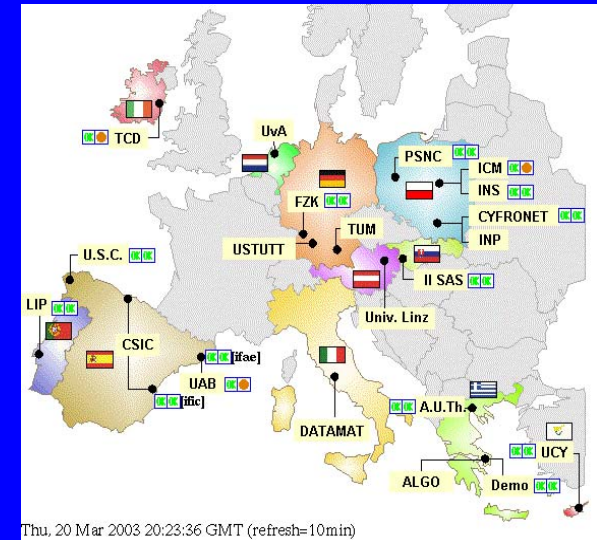 UvA
TCD
PSNC
ICM
INS
FZK
CYFRONET
TUM
INP
USTUTT
U.S.C.
II SAS
LIP
Univ. Linz
CSIC
[ifae]
UAB
[ific]
A.U.Th.
DATAMAT
UCY
ALGO
Demo
Thu, 20 Mar 2003 20:23:36 GMT (refresh=10min)